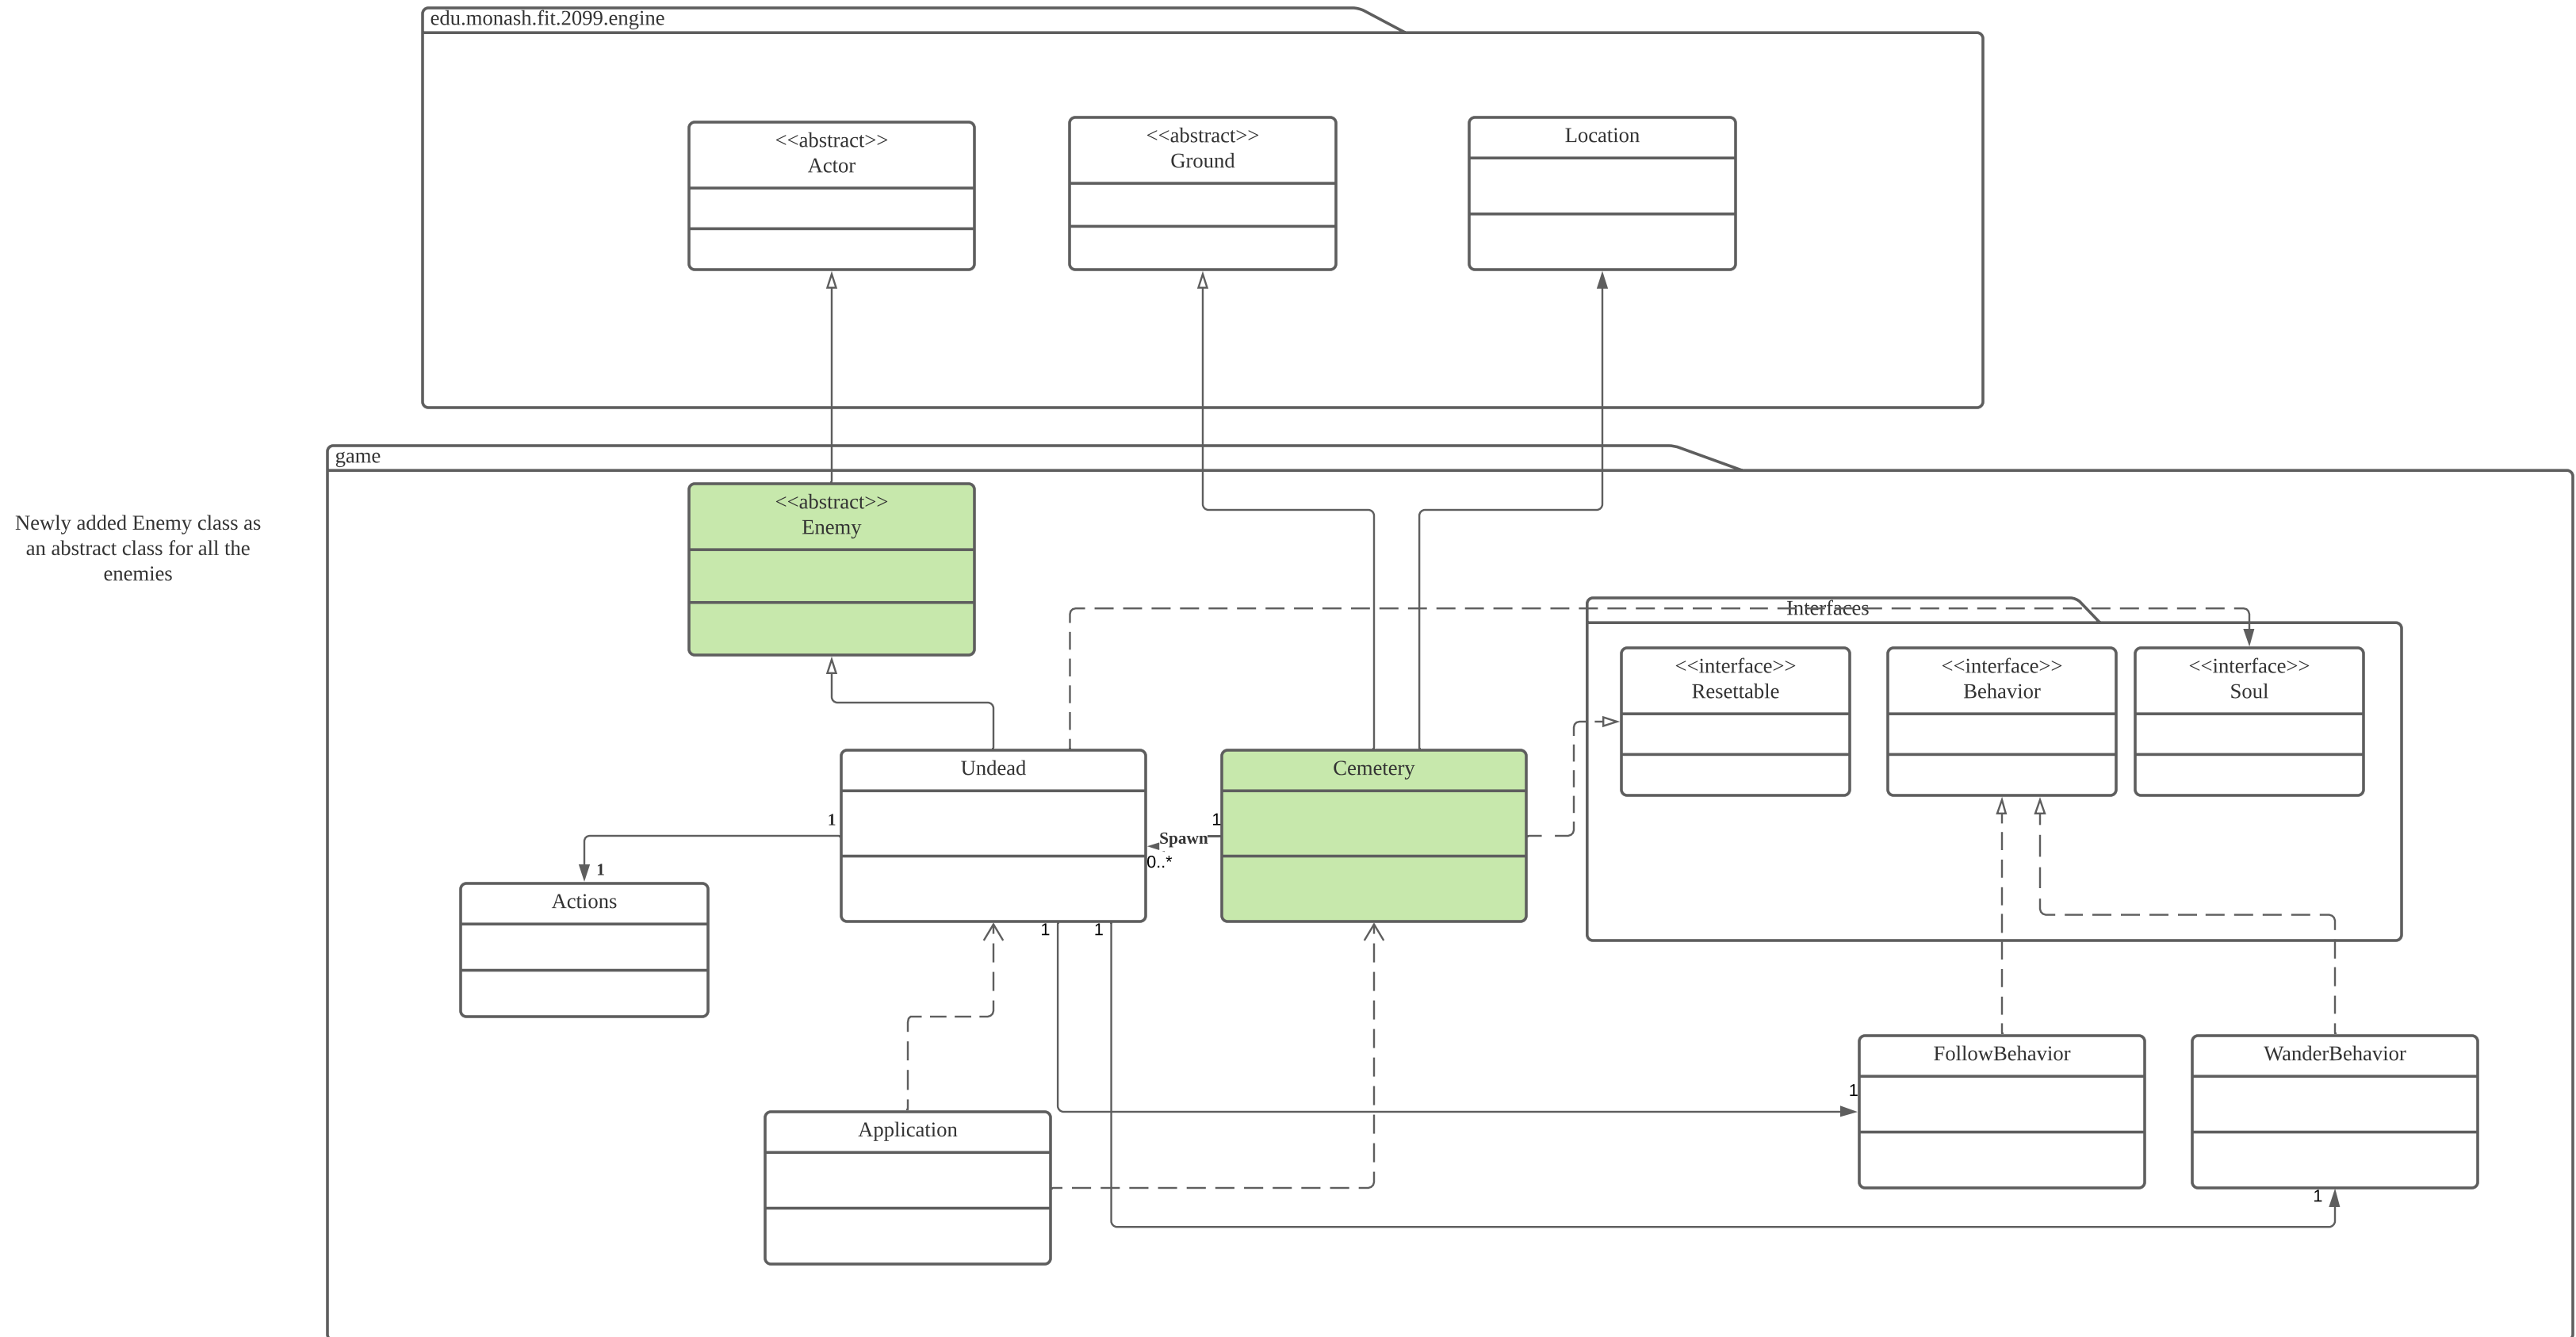 edu.monash.fit.2099.engine
<<abstract>>
Actor
<<abstract>>
Ground
Location
game
<<abstract>>
Enemy
Newly added Enemy class as
an abstract class for all the
enemies
Interfaces
<<interface>>
Resettable
<<interface>>
Behavior
<<interface>>
Soul
Undead
Cemetery
1
1
Spawn
0..*
1
Actions
1
1
FollowBehavior
WanderBehavior
1
Application
1